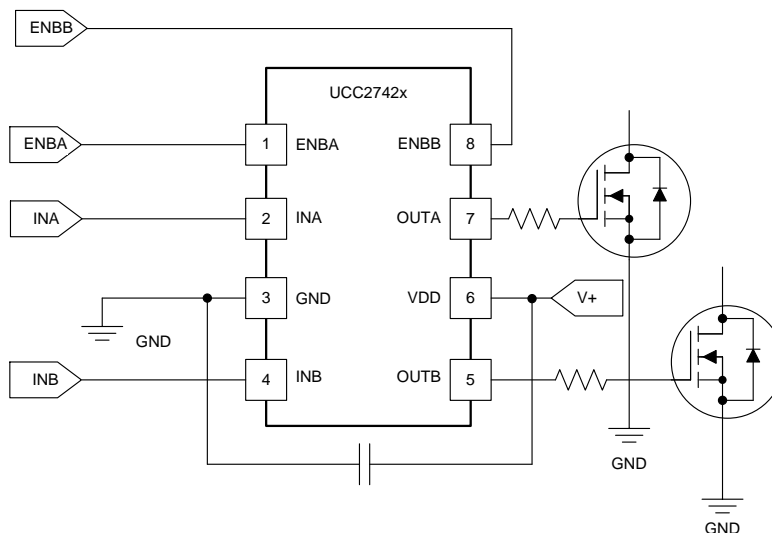 ENBB
UCC2742x
ENBA
1
ENBA
ENBB
8
INA
2
INA
OUTA
7
3
GND
VDD
6
V+
GND
INB
4
INB
OUTB
5
GND
GND